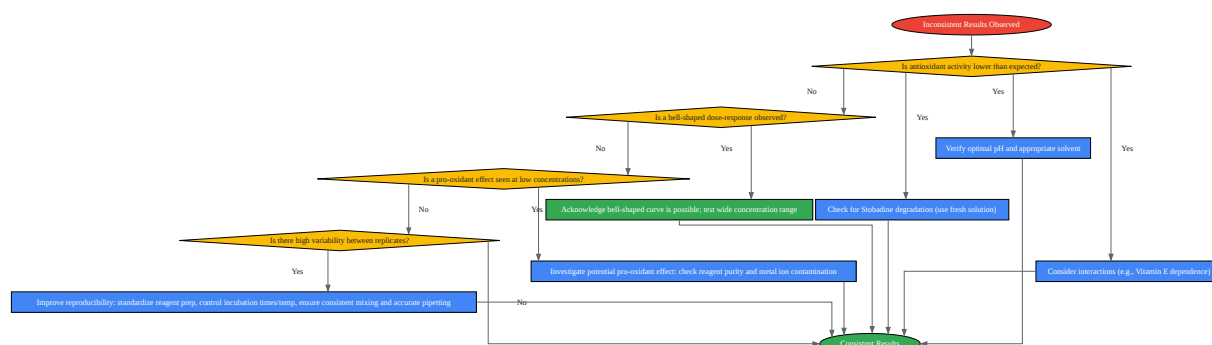 Inconsistent Results Observed
Is antioxidant activity lower than expected?
No
Yes
Is a bell-shaped dose-response observed?
Yes
No
Yes
Verify optimal pH and appropriate solvent
Yes
Is a pro-oxidant effect seen at low concentrations?
No
Yes
Acknowledge bell-shaped curve is possible; test wide concentration range
Check for Stobadine degradation (use fresh solution)
Is there high variability between replicates?
Yes
Investigate potential pro-oxidant effect: check reagent purity and metal ion contamination
Consider interactions (e.g., Vitamin E dependence)
Improve reproducibility: standardize reagent prep, control incubation times/temp, ensure consistent mixing and accurate pipetting
No
Consistent Results